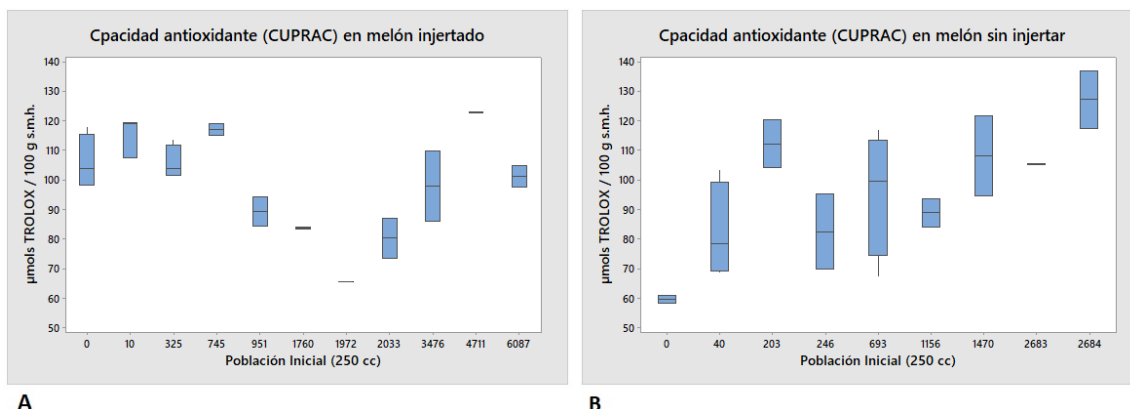 Cpacidad antioxidante (CUPRAC) en melón injertado
µmols TROLOX / 100 g s.m.h.
140
130
120
110
100
90
80
70
60
50
0 10 325 745 951 1760 1972 2033 3476 4711 6087
Población Inicial (250 cc)
A
Cpacidad antioxidante (CUPRAC) en melón sin injertar
µmols TROLOX / 100 g s.m.h.
140
130
120
110
100
90
80
70
60
50
0 40 203 246 693 1156 1470 2683 2684
Población Inicial (250 cc)
B